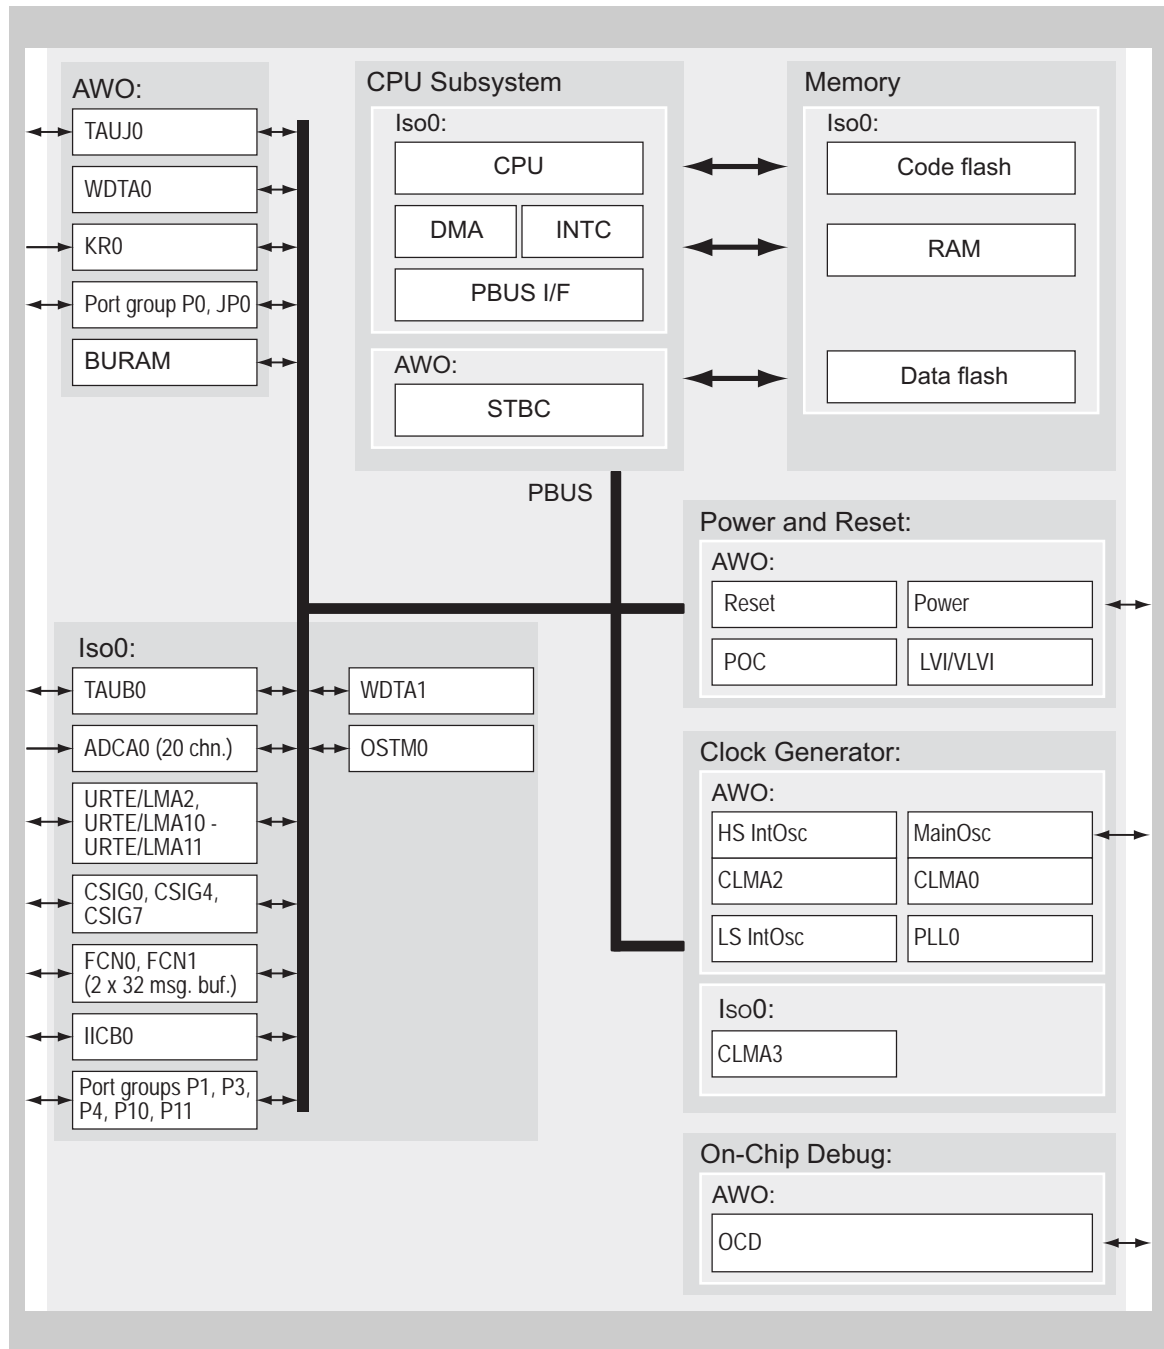 AWO:
TAUJ0
WDTA0
KR0
Port group P0, JP0
BURAM
CPU Subsystem
Iso0:
CPU
DMA
INTC
PBUS I/F
AWO:
STBC
Memory
Iso0:
Code flash
RAM
Data flash
PBUS
Power and Reset:
AWO:
Reset
Power
POC
LVI/VLVI
Iso0:
TAUB0
ADCA0 (20 chn.)
URTE/LMA2,
URTE/LMA10 -
URTE/LMA11
CSIG0, CSIG4,
CSIG7
FCN0, FCN1
(2 x 32 msg. buf.)
IICB0
Port groups P1, P3,
P4, P10, P11
WDTA1
OSTM0
Clock Generator:
AWO:
HS IntOsc
MainOsc
CLMA2
CLMA0
LS IntOsc
PLL0
Iso0:
CLMA3
On-Chip Debug:
AWO:
OCD